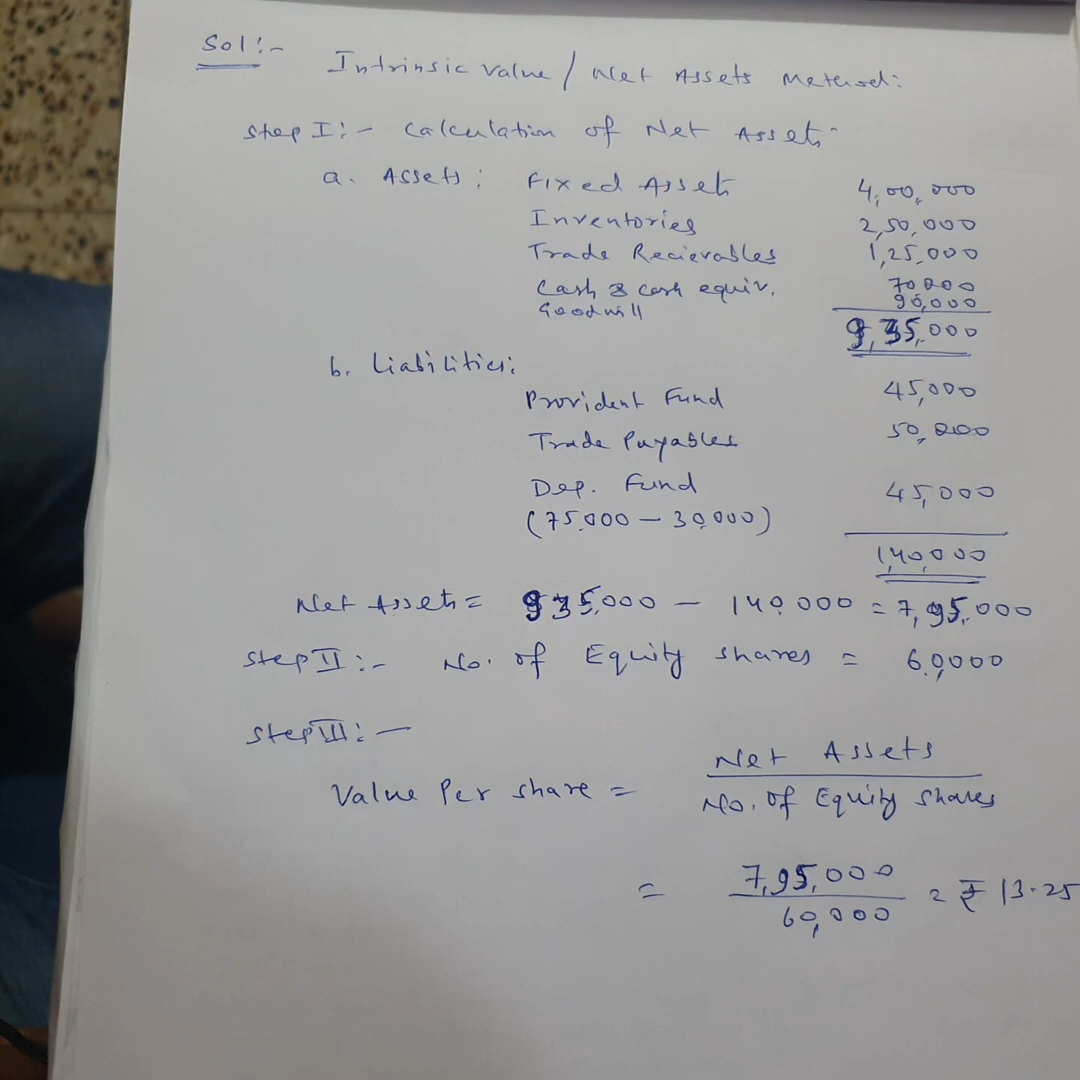 Sol:-
Intrinsic Value / Net Assets Method:
Step I:- Calculation of Net Assets-
a. Assets: Fixed Assets 4,00,000
Inventories 2,50,000
Trade Recievables 1,25,000
Cash & cash equiv. 70,000
Goodwill 90,000
9,35,000
b. Liabilities:
Provident Fund 45,000
Trade Payables 50,000
Dep. Fund 45,000
(75,000 - 30,000)
1,40,000
Net Assets = 935,000 - 140,000 = 7,95,000
Step II:- No. of Equity shares = 60,000
Step III:-
Net Assets
Value Per share =
No. of Equity Shares
7,95,000
= = ₹ 13.25
60,000